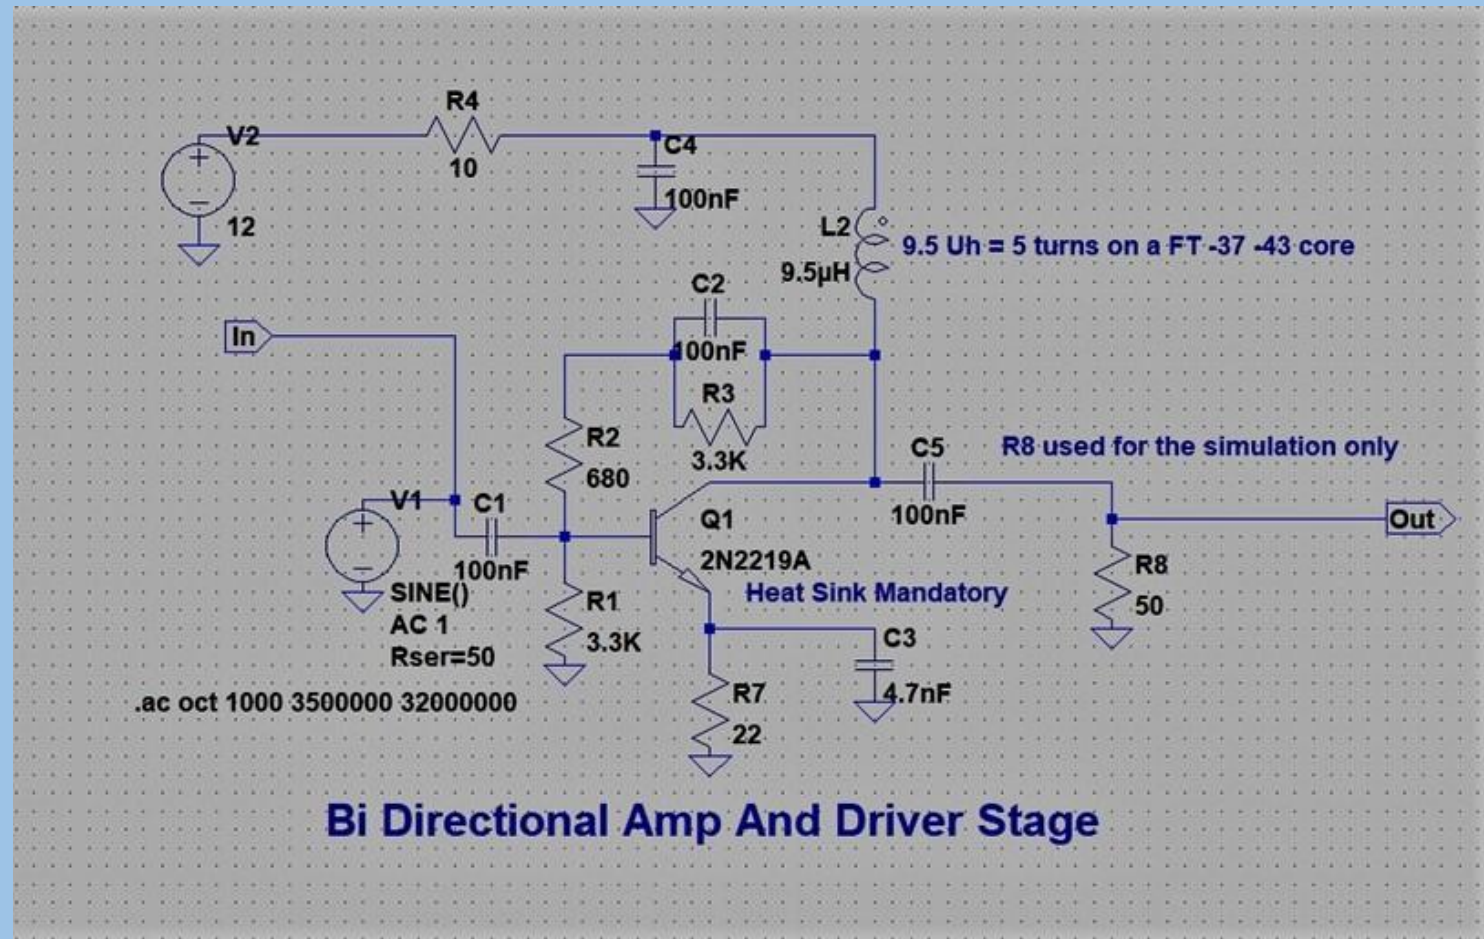 R4
V2
10
C4
100nF
12
L2
9.5µH
9.5 Uh = 5 turns on a FT -37 -43 core
C2
100nF
In
R3
3.3K
R2
680
C5
100nF
R8 used for the simulation only
V1
C1
100nF
Q1
2N2219A
Heat Sink Mandatory
Out
R8
50
SINE()
AC 1
Rser=50
R1
3.3K
C3
4.7nF
R7
22
.ac oct 1000 3500000 32000000
Bi Directional Amp And Driver Stage